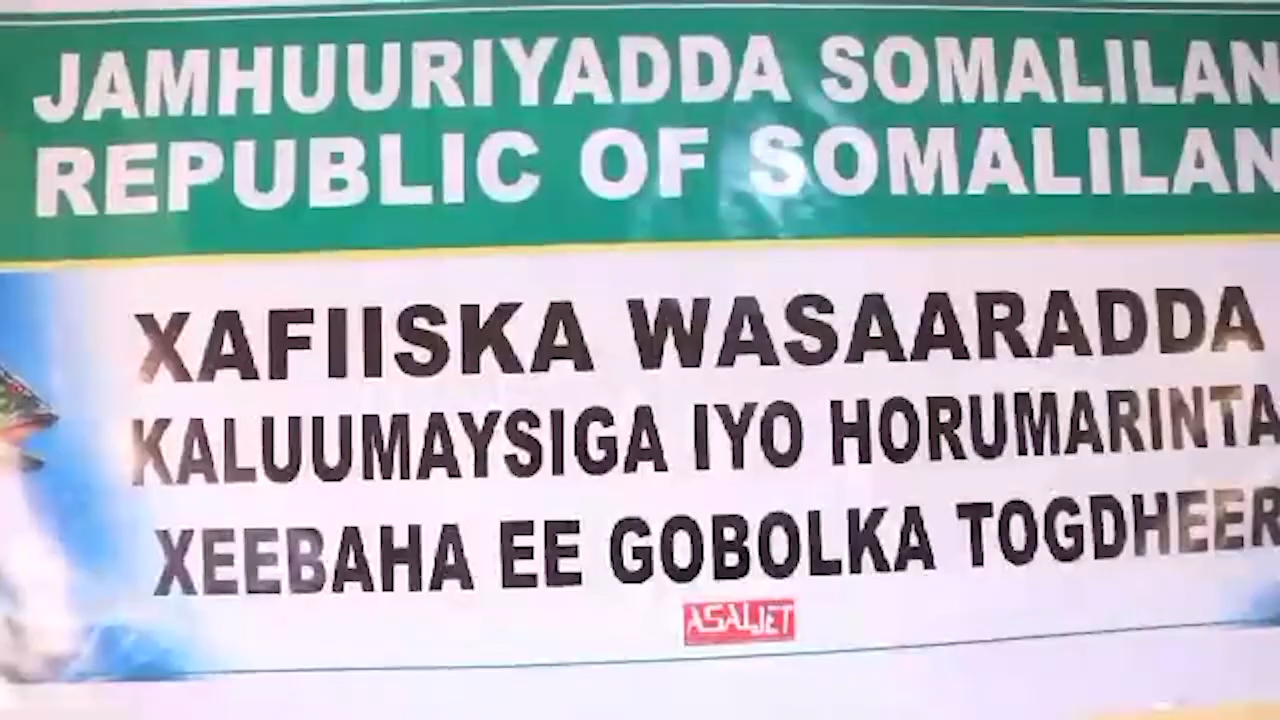 JAMHUURIYADDA SOMALILAN
REPUBLIC OF SOMALILAN
XAFIISKA WASAARADDA
KALUUMAYSIGA IYO HORUMARINTA
XEEBAHA EE GOBOLKA TOGDHEER
ASALJET